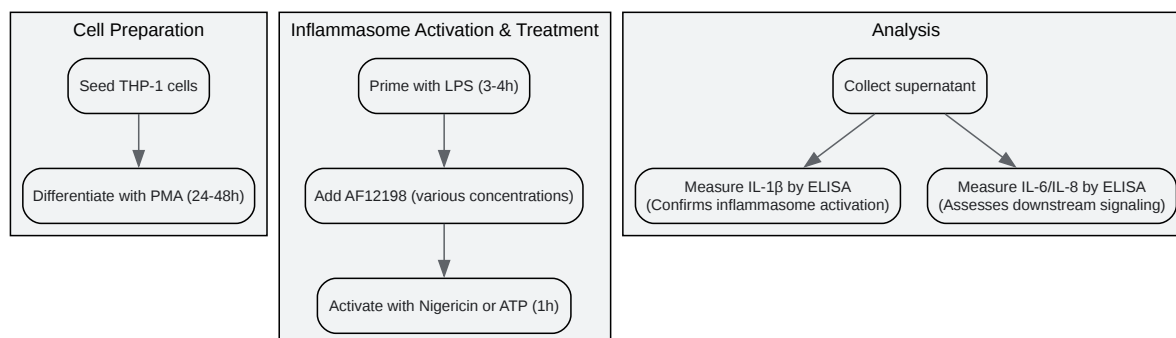 Cell Preparation
Seed THP-1 cells
Differentiate with PMA (24-48h)
Inflammasome Activation & Treatment
Prime with LPS (3-4h)
Add AF12198 (various concentrations)
Activate with Nigericin or ATP (1h)
Analysis
Collect supernatant
Measure IL-1β by ELISA
(Confirms inflammasome activation)
Measure IL-6/IL-8 by ELISA
(Assesses downstream signaling)